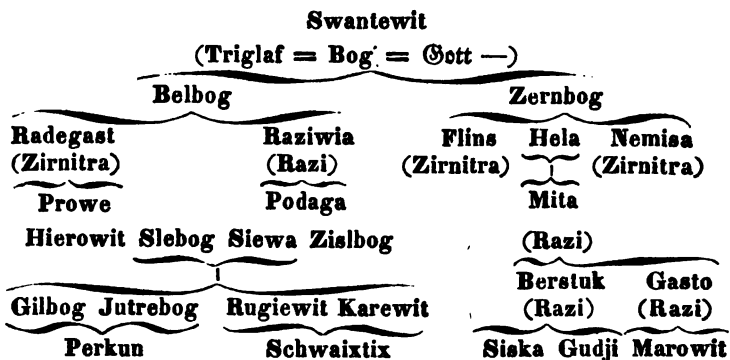 Swantewit
(Triglaf = Bog = Gott —)
Belbog Zernbog
Radegast Raziwia Flins Hela Nemisa
(Zirnitra) (Razi) (Zirnitra) (Zirnitra)
Prowe Podaga Mita
Hierowit Slebog Siewa Zislbog (Razi)
Berstuk Gasto
Gilbog Jutrebog Rugiewit Karewit (Razi) (Razi)
Perkun Schwaixtix Siska Gudji Marowit